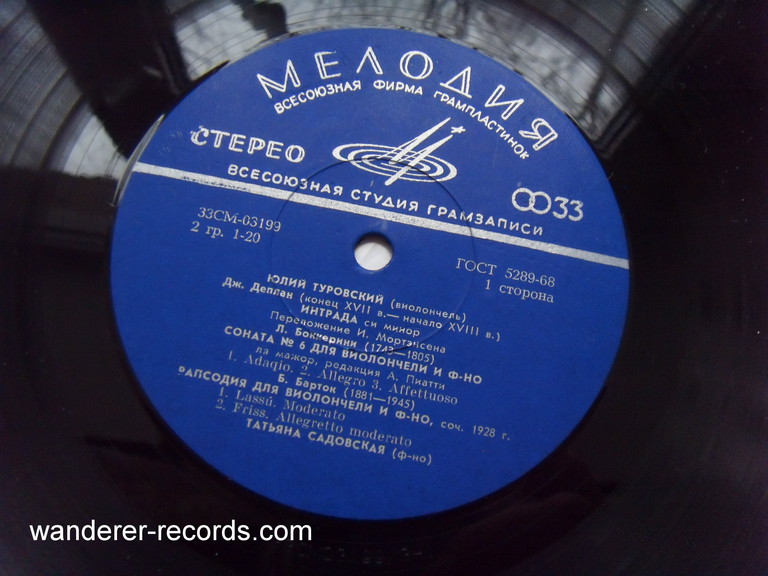 МЕЛОДИЯ
ВСЕСОЮЗНАЯ ФИРМА ГРАМПЛАСТИНОК
СТЕРЕО
33
ВСЕСОЮЗНАЯ СТУДИЯ ГРАМЗАПИСИ
33СМ-03199
2 гр. 1-20
ГОСТ 5289-68
1 сторона
ЮЛИЙ ТУРОВСКИЙ (виолончель)
Дж. Деплан (конец XVII в.— начало XVIII в.)
ИНТРАДА си минор
Переложение И. Мортенсена
Л. Боккерини (1743—1805)
СОНАТА № 6 ДЛЯ ВИОЛОНЧЕЛИ И Ф-НО
ля мажор, редакция А. Пиатти
1. Adagio. 2. Allegro 3. Affettuoso
Б. Барток (1881—1945)
РАПСОДИЯ ДЛЯ ВИОЛОНЧЕЛИ И Ф-НО, соч. 1928 г.
1. Lassú. Moderato
2. Friss. Allegretto moderato
ТАТЬЯНА САДОВСКАЯ (ф-но)
wanderer-records.com